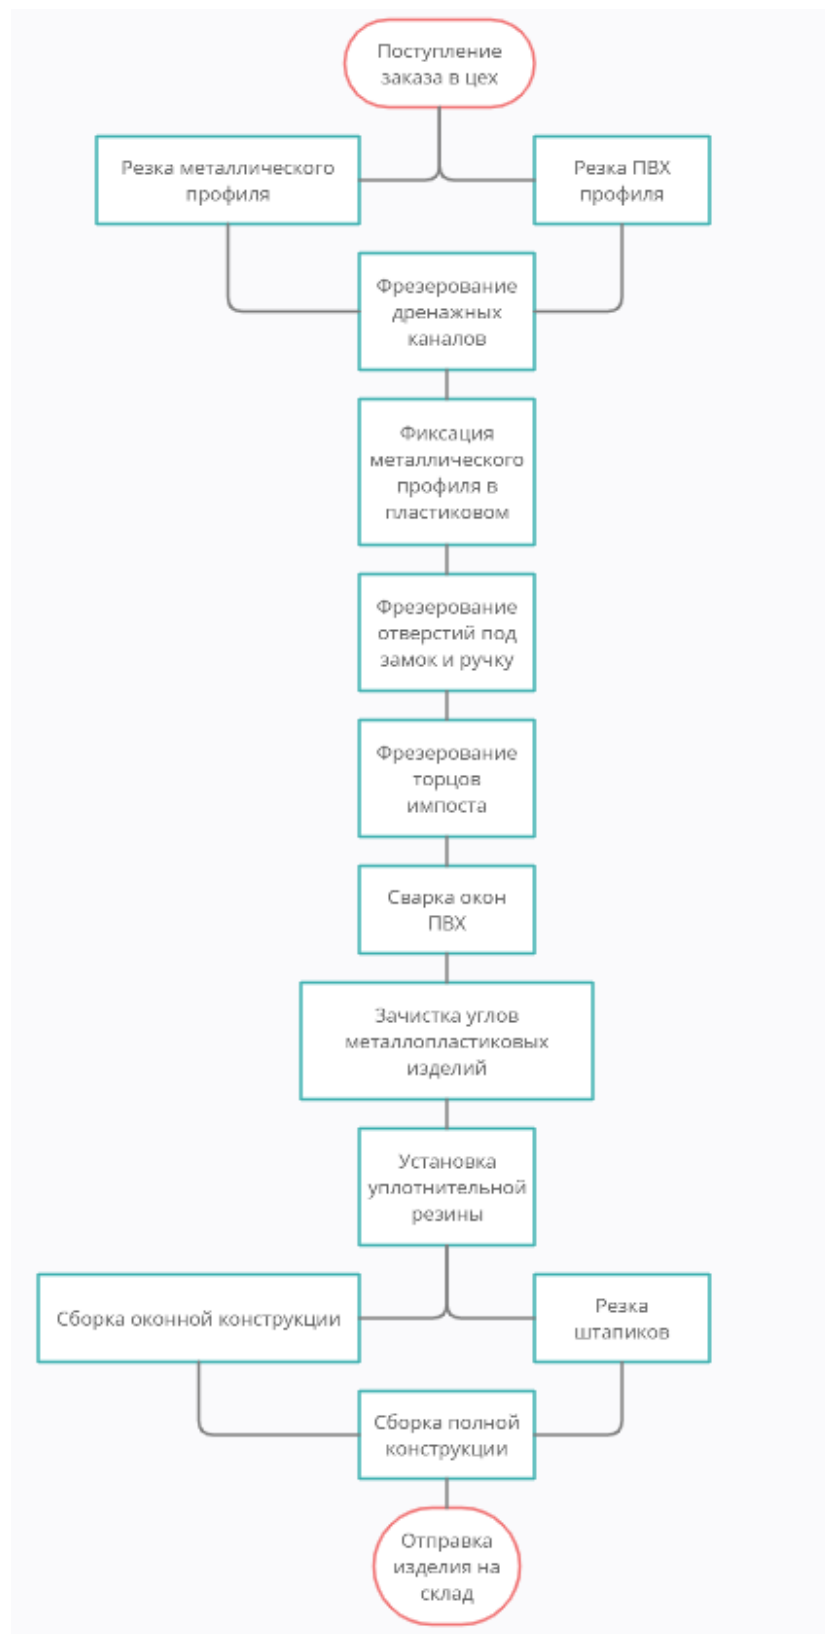 Поступление
заказа в цех
Резка металлического
профиля
Резка ПВХ
профиля
Фрезерование
дренажных
каналов
Фиксация
металлического
профиля в
пластиковом
Фрезерование
отверстий под
замок и ручку
Фрезерование
торцов
импоста
Сварка окон
ПВХ
Зачистка углов
металлопластиковых
изделий
Установка
уплотнительной
резины
Сборка оконной конструкции
Резка
штапиков
Сборка полной
конструкции
Отправка
изделия на
склад